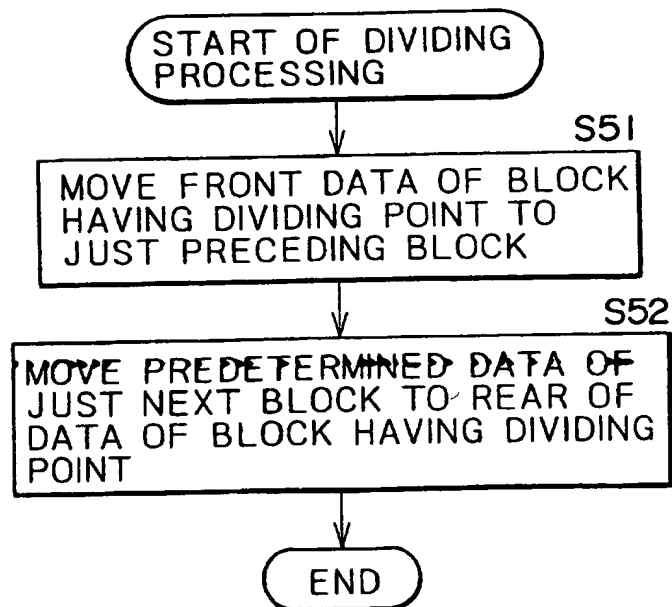 START OF DIVIDING
PROCESSING
S51
MOVE FRONT DATA OF BLOCK
HAVING DIVIDING POINT TO
JUST PRECEDING BLOCK
S52
MOVE PREDETERMINED DATA OF
JUST NEXT BLOCK TO REAR OF
DATA OF BLOCK HAVING DIVIDING
POINT
END